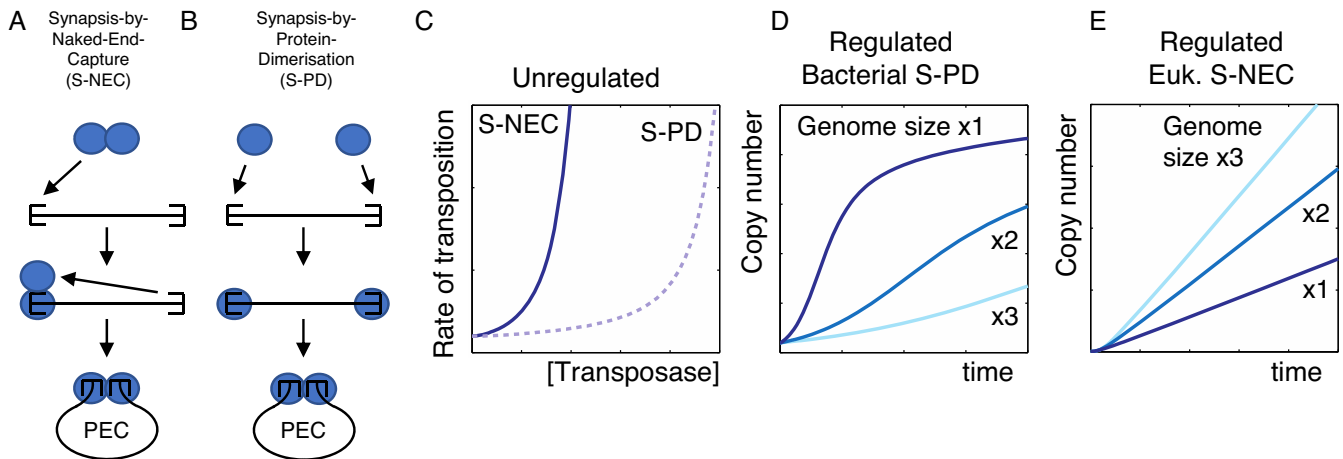 A
Synapsis-by-
Naked-End-
Capture
(S-NEC)
PEC
B
Synapsis-by-
Protein-
Dimerisation
(S-PD)
PEC
C
Unregulated
Rate of transposition
S-NEC
S-PD
[Transposase]
D
Regulated
Bacterial S-PD
Copy number
Genome size x1
x2
x3
time
E
Regulated
Euk. S-NEC
Copy number
Genome
size x3
x2
x1
time